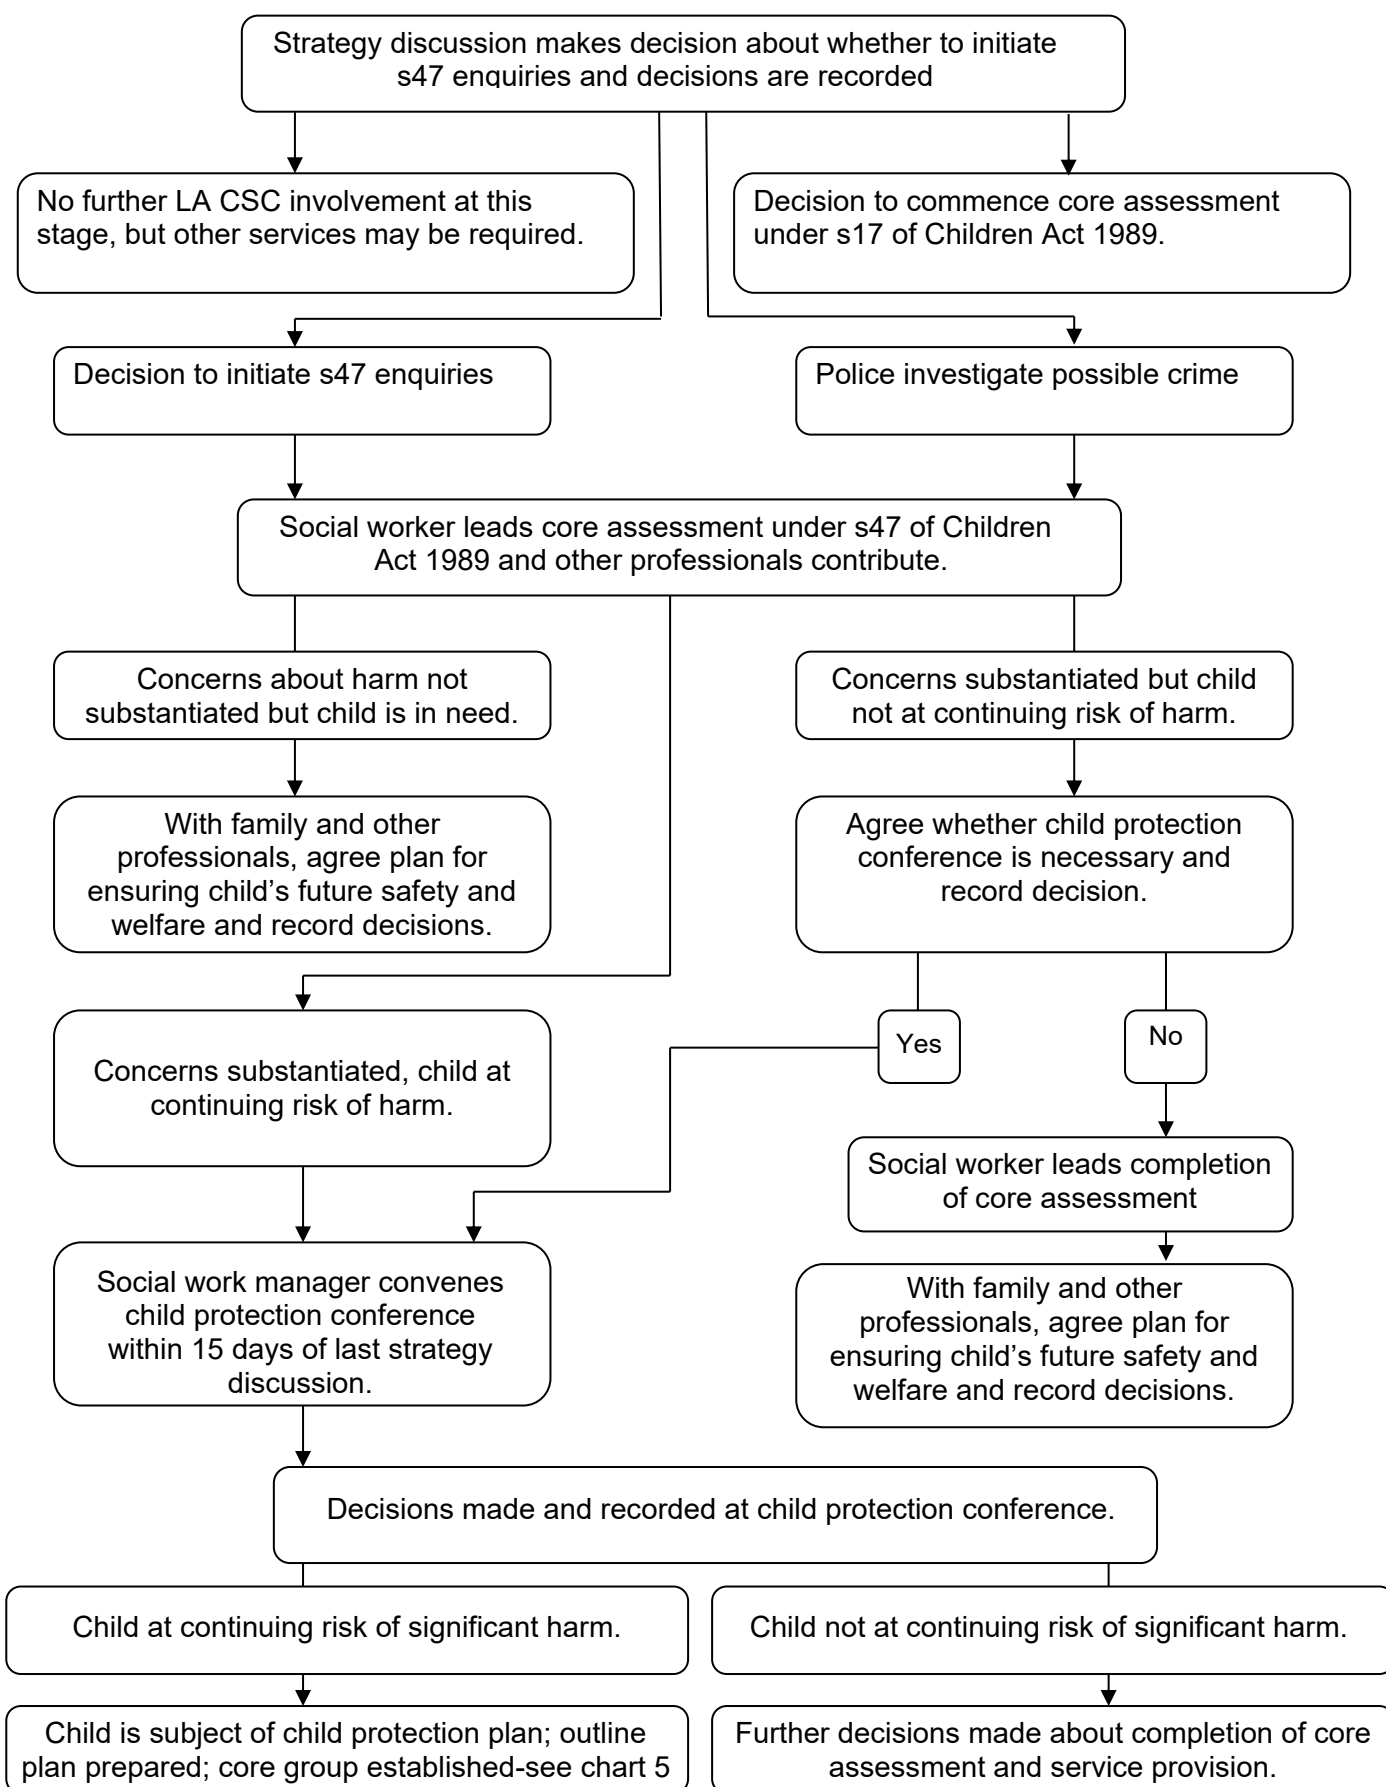 Strategy discussion makes decision about whether to initiate
s47 enquiries and decisions are recorded
No further LA CSC involvement at this
stage, but other services may be required.
Decision to commence core assessment
under s17 of Children Act 1989.
Decision to initiate s47 enquiries
Police investigate possible crime
Social worker leads core assessment under s47 of Children
Act 1989 and other professionals contribute.
Concerns about harm not
substantiated but child is in need.
Concerns substantiated but child
not at continuing risk of harm.
With family and other
professionals, agree plan for
ensuring child’s future safety and
welfare and record decisions.
Agree whether child protection
conference is necessary and
record decision.
Yes
No
Concerns substantiated, child at
continuing risk of harm.
Social worker leads completion
of core assessment
Social work manager convenes
child protection conference
within 15 days of last strategy
discussion.
With family and other
professionals, agree plan for
ensuring child’s future safety and
welfare and record decisions.
Decisions made and recorded at child protection conference.
Child at continuing risk of significant harm.
Child not at continuing risk of significant harm.
Child is subject of child protection plan; outline
plan prepared; core group established-see chart 5
Further decisions made about completion of core
assessment and service provision.